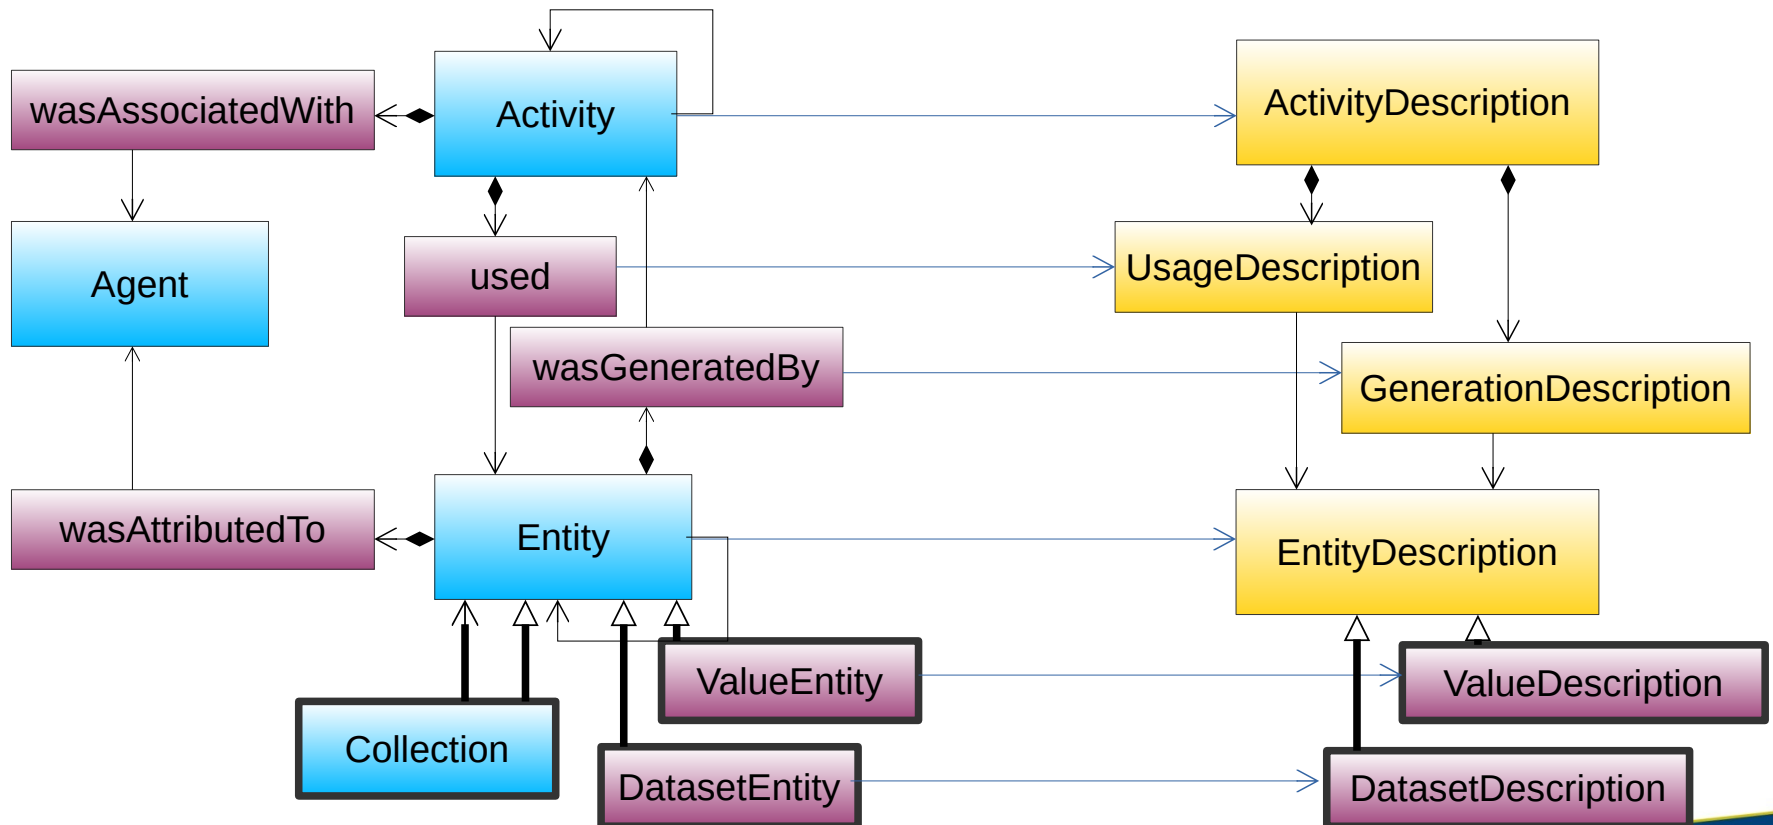 Activity
ActivityDescription
wasAssociatedWith
Agent
used
UsageDescription
wasGeneratedBy
GenerationDescription
wasAttributedTo
Entity
EntityDescription
ValueEntity
ValueDescription
Collection
DatasetEntity
DatasetDescription